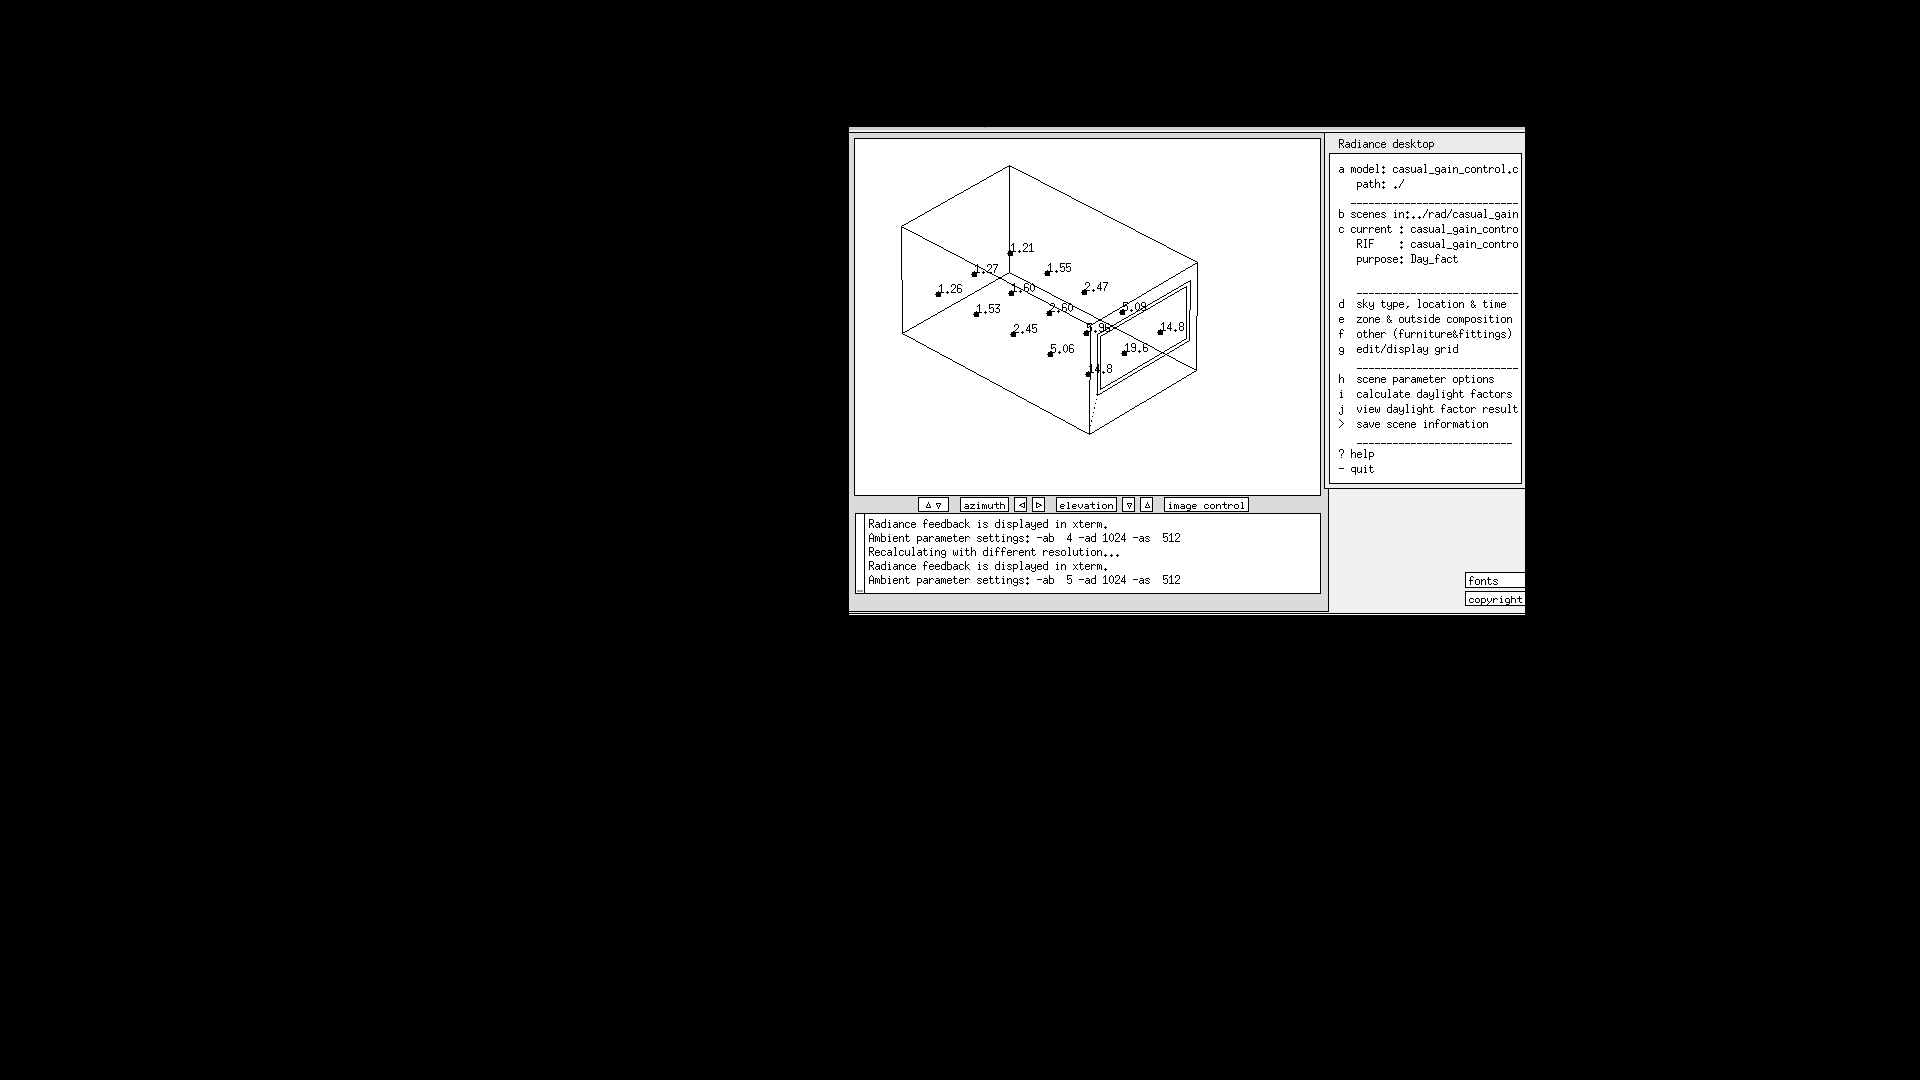 Radiance desktop
a model: casual_gain_control.c
path: ./
b scenes in:../rad/casual_gain
c current : casual_gain_contro
RIF : casual_gain_contro
purpose: Day_fact
d sky type, location & time
e zone & outside composition
f other (furniture&fittings)
g edit/display grid
h scene parameter options
i calculate daylight factors
j view daylight factor result
> save scene information
? help
- quit
1.21
1.27 1.55
1.26 1.60 2.47
1.53 2.60 5.09
2.45 5.96 14.8
5.06 19.6
14.8
azimuth elevation image control
Radiance feedback is displayed in xterm.
Ambient parameter settings: -ab 4 -ad 1024 -as 512
Recalculating with different resolution...
Radiance feedback is displayed in xterm.
Ambient parameter settings: -ab 5 -ad 1024 -as 512
fonts
copyright